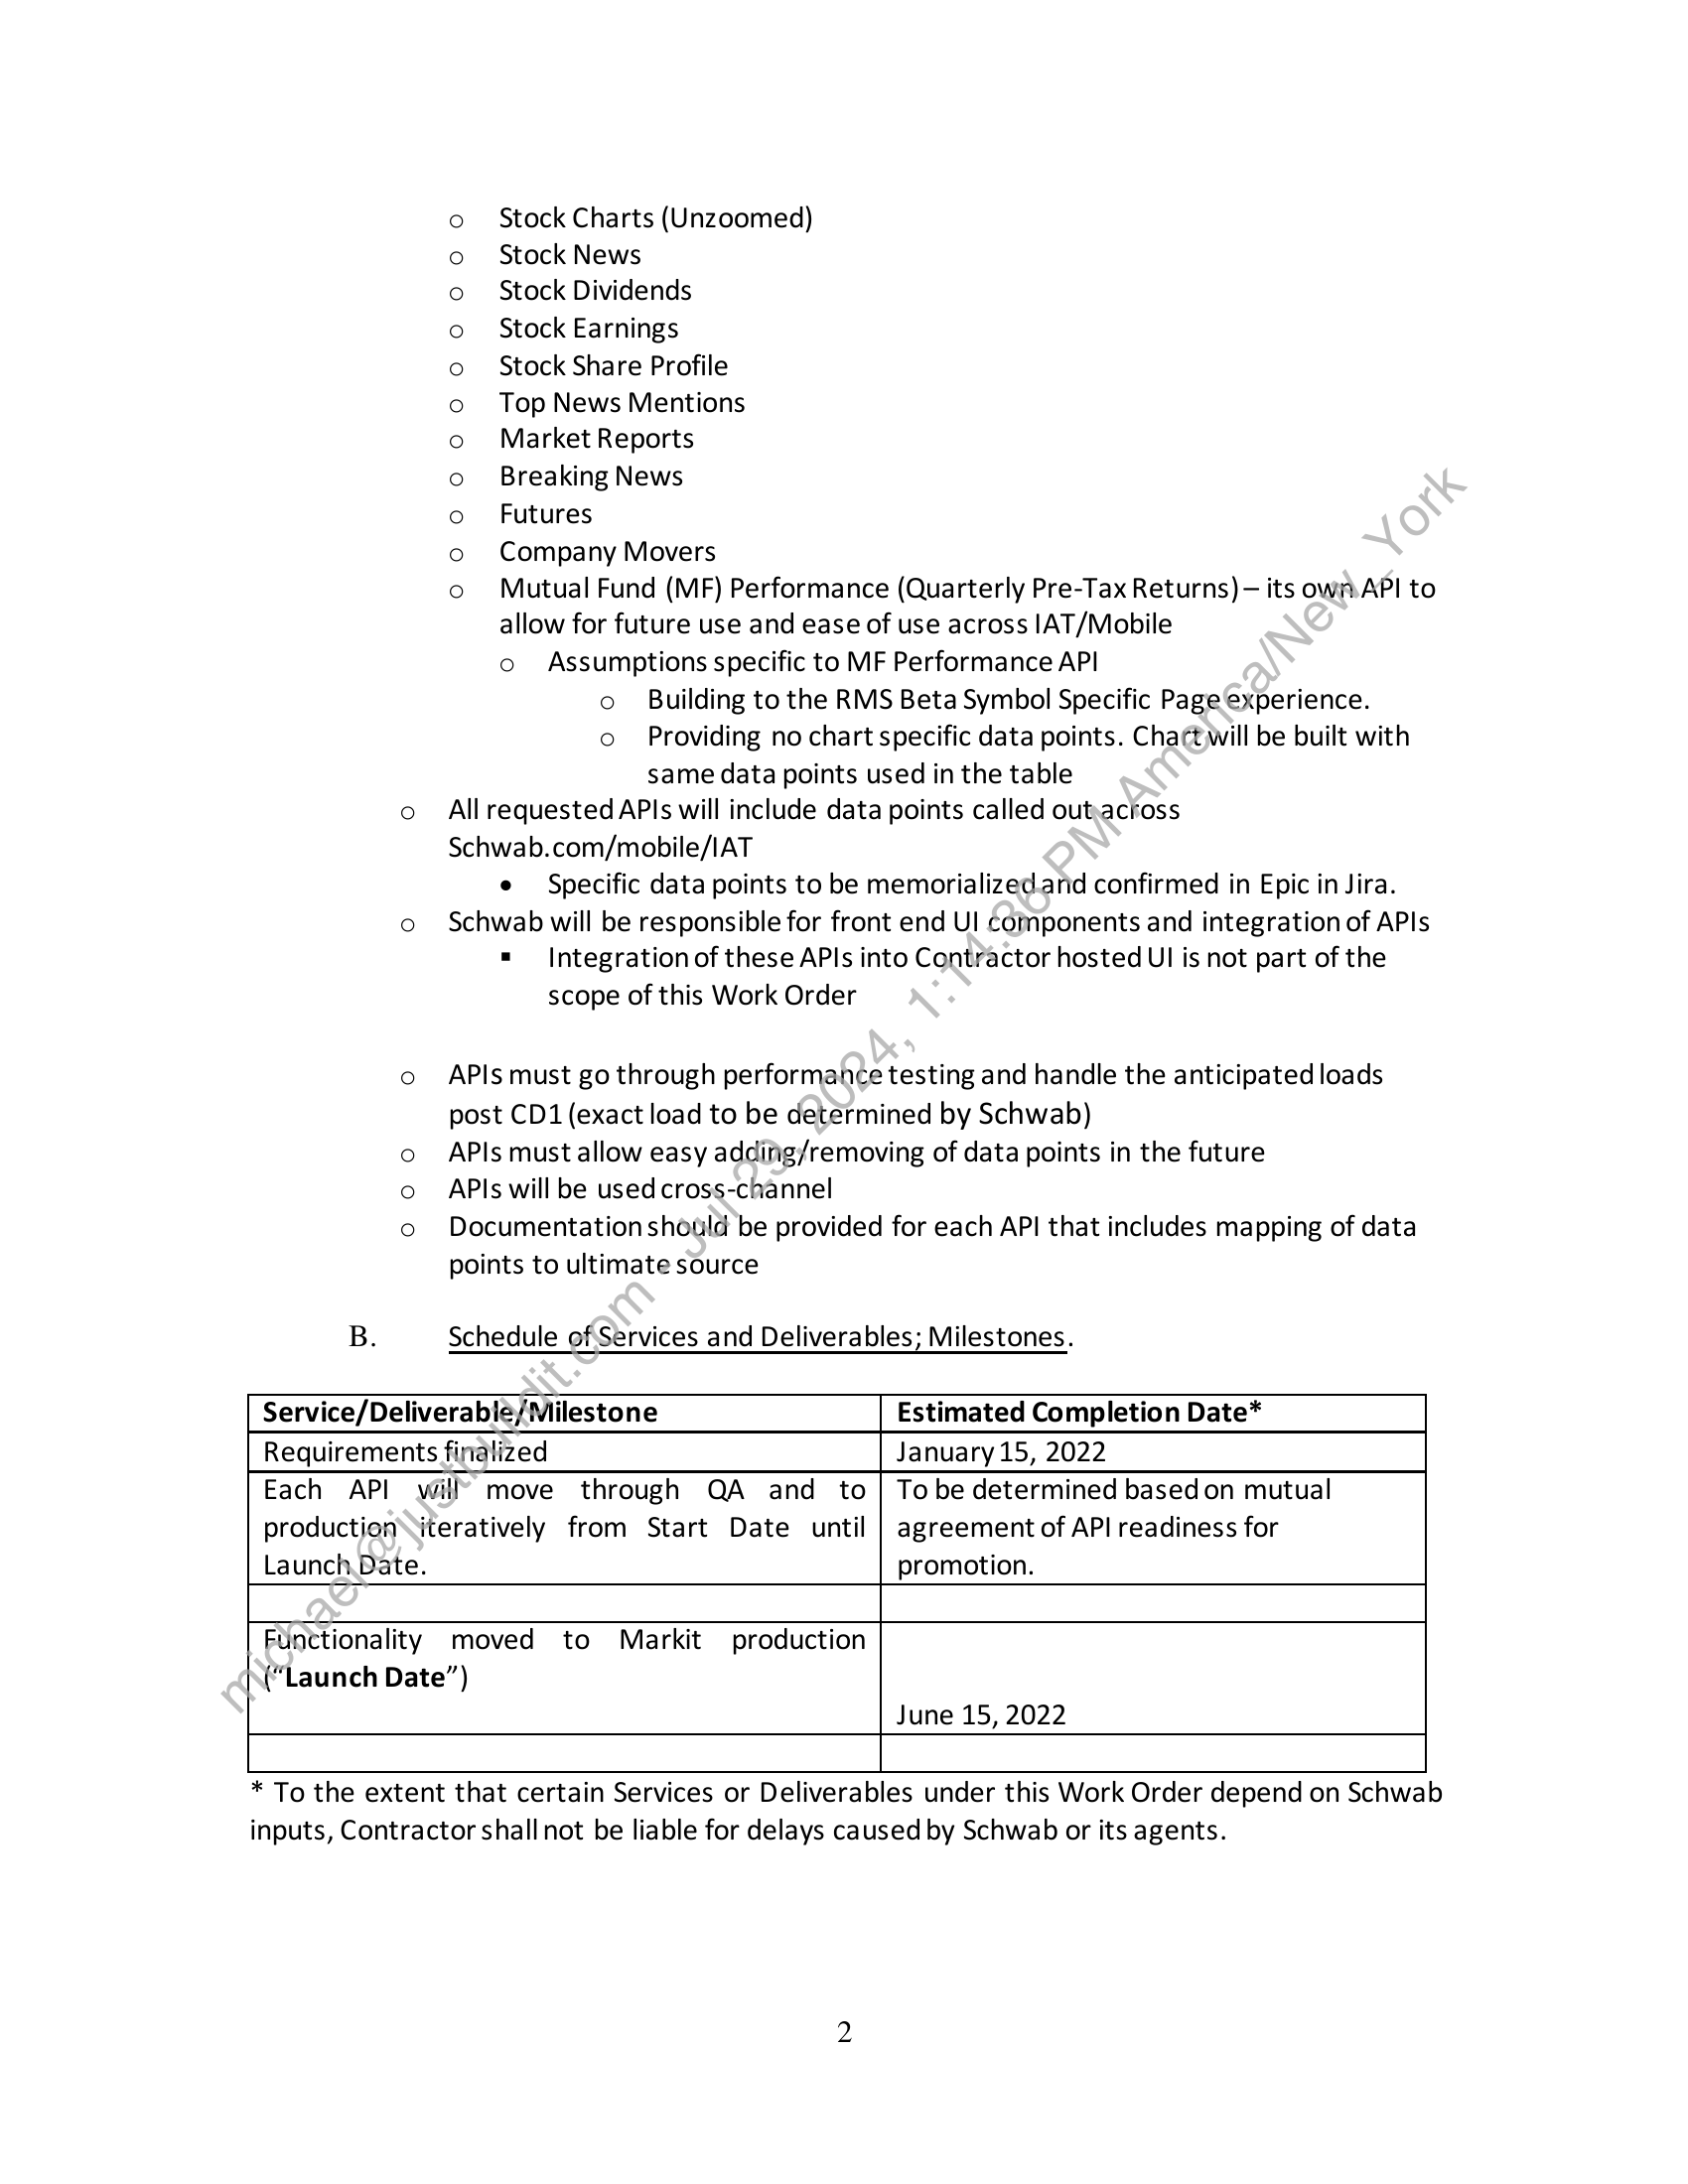 o Stock Charts (Unzoomed)
o Stock News
o Stock Dividends
o Stock Earnings
o Stock Share Profile
o Top News Mentions
o Market Reports
o Breaking News
o Futures
o Company Movers
o Mutual Fund (MF) Performance (Quarterly Pre-Tax Returns) – its own API to
allow for future use and ease of use across IAT/Mobile
o Assumptions specific to MF Performance API
o Building to the RMS Beta Symbol Specific Page experience.
o Providing no chart specific data points. Chart will be built with
same data points used in the table
o All requested APIs will include data points called out across
Schwab.com/mobile/IAT
• Specific data points to be memorialized and confirmed in Epic in Jira.
o Schwab will be responsible for front end UI components and integration of APIs
▪ Integration of these APIs into Contractor hosted UI is not part of the
scope of this Work Order
o APIs must go through performance testing and handle the anticipated loads
post CD1 (exact load to be determined by Schwab)
o APIs must allow easy adding/removing of data points in the future
o APIs will be used cross-channel
o Documentation should be provided for each API that includes mapping of data
points to ultimate source
B. Schedule of Services and Deliverables; Milestones.
Service/Deliverable/Milestone Estimated Completion Date*
Requirements finalized January 15, 2022
Each API will move through QA and to To be determined based on mutual
production iteratively from Start Date until agreement of API readiness for
Launch Date. promotion.
Functionality moved to Markit production
(“Launch Date”)
June 15, 2022
* To the extent that certain Services or Deliverables under this Work Order depend on Schwab
inputs, Contractor shall not be liable for delays caused by Schwab or its agents.
2
michael@justbuildit.com - Jul 29, 2024, 1:14:36 PM America/New_York